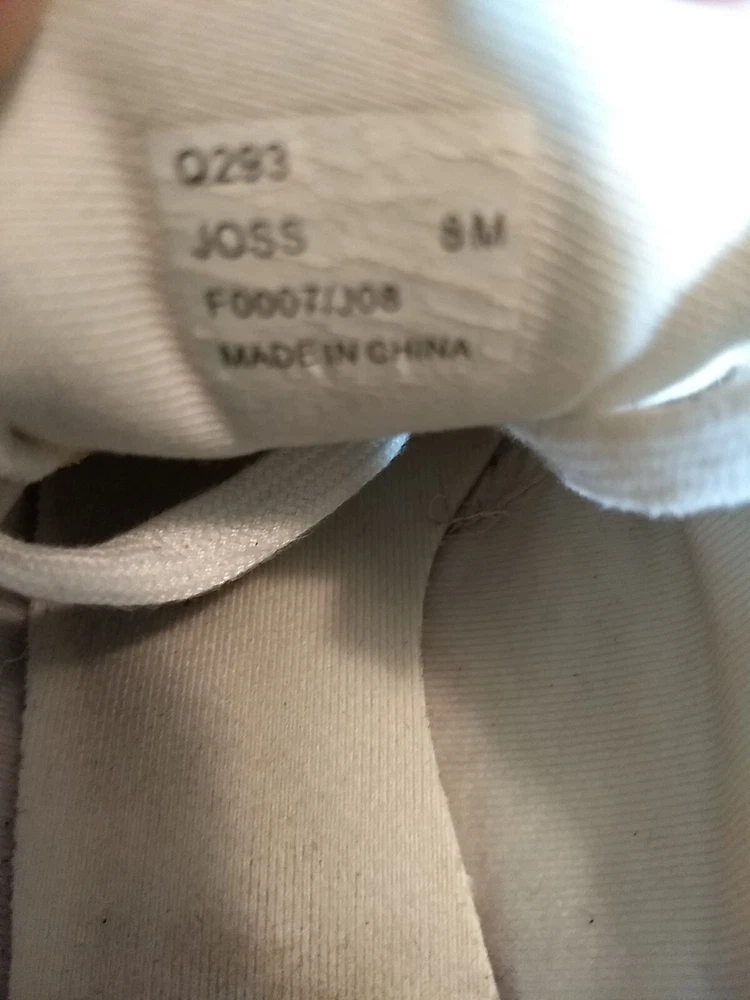 Q293
JOSS 8M
F0007/J08
MADE IN CHINA